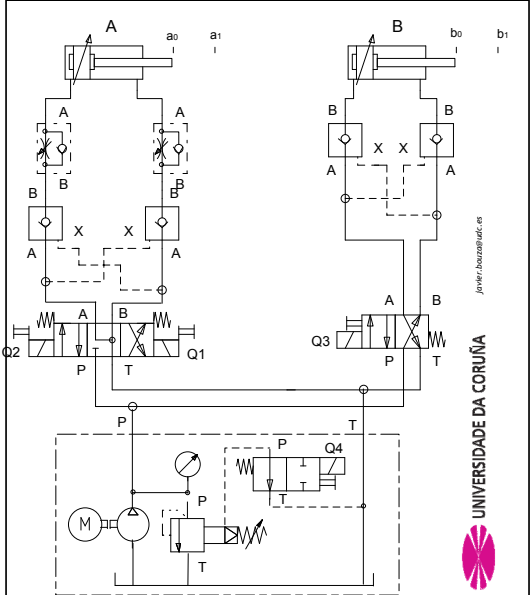 A a0 a1 B b0 b1
A A B B
X X
B B A A
B B
X X
A A
A B A B
Q2 Q1 Q3
P T P T
P T
P Q4
P T
M
T
javier.bouza@udc.es
UNIVERSIDADE DA CORUÑA